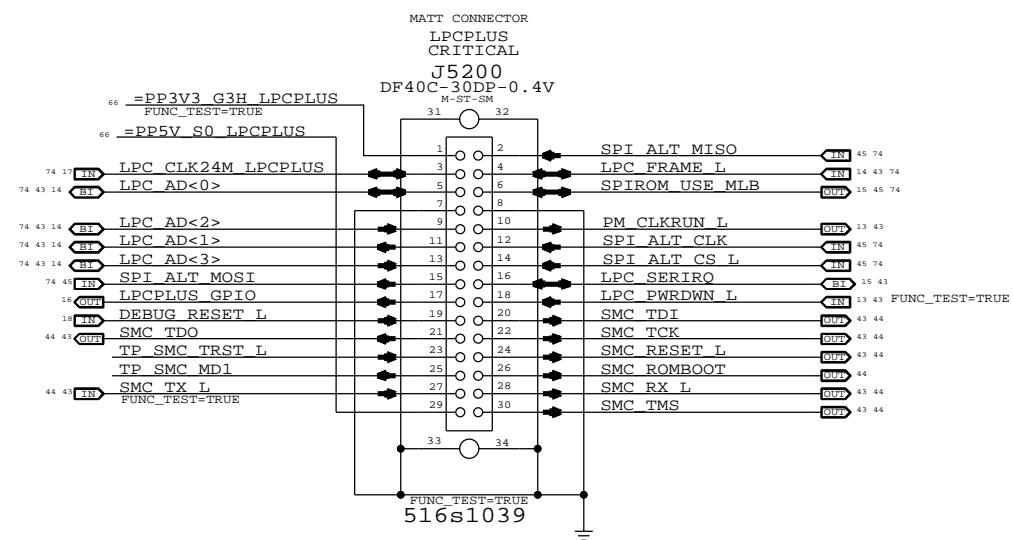 MATT CONNECTOR
LPCPLUS
CRITICAL
J5200
DF40C-30DP-0.4V
M-ST-SM
66 =PP3V3_G3H_LPCPLUS
FUNC_TEST=TRUE
31 32
66 =PP5V_S0_LPCPLUS
1 2 SPI_ALT_MISO IN 45 74
74 17 IN LPC_CLK24M_LPCPLUS 3 4 LPC_FRAME_L IN 14 43 74
74 43 14 BI LPC_AD<0> 5 6 SPIROM_USE_MLB OUT 15 45 74
7 8
74 43 14 BI LPC_AD<2> 9 10 PM_CLKRUN_L OUT 13 43
74 43 14 BI LPC_AD<1> 11 12 SPI_ALT_CLK IN 45 74
74 43 14 BI LPC_AD<3> 13 14 SPI_ALT_CS_L IN 45 74
74 45 IN SPI_ALT_MOSI 15 16 LPC_SERIRQ BI 15 43
16 OUT LPCPLUS_GPIO 17 18 LPC_PWRDWN_L IN 13 43 FUNC_TEST=TRUE
18 IN DEBUG_RESET_L 19 20 SMC_TDI OUT 43 44
44 43 OUT SMC_TDO 21 22 SMC_TCK OUT 43 44
TP_SMC_TRST_L 23 24 SMC_RESET_L OUT 43 44
TP_SMC_MD1 25 26 SMC_ROMBOOT OUT 44
44 43 IN SMC_TX_L 27 28 SMC_RX_L OUT 43 44
FUNC_TEST=TRUE
29 30 SMC_TMS OUT 43 44
33 34
FUNC_TEST=TRUE
516s1039